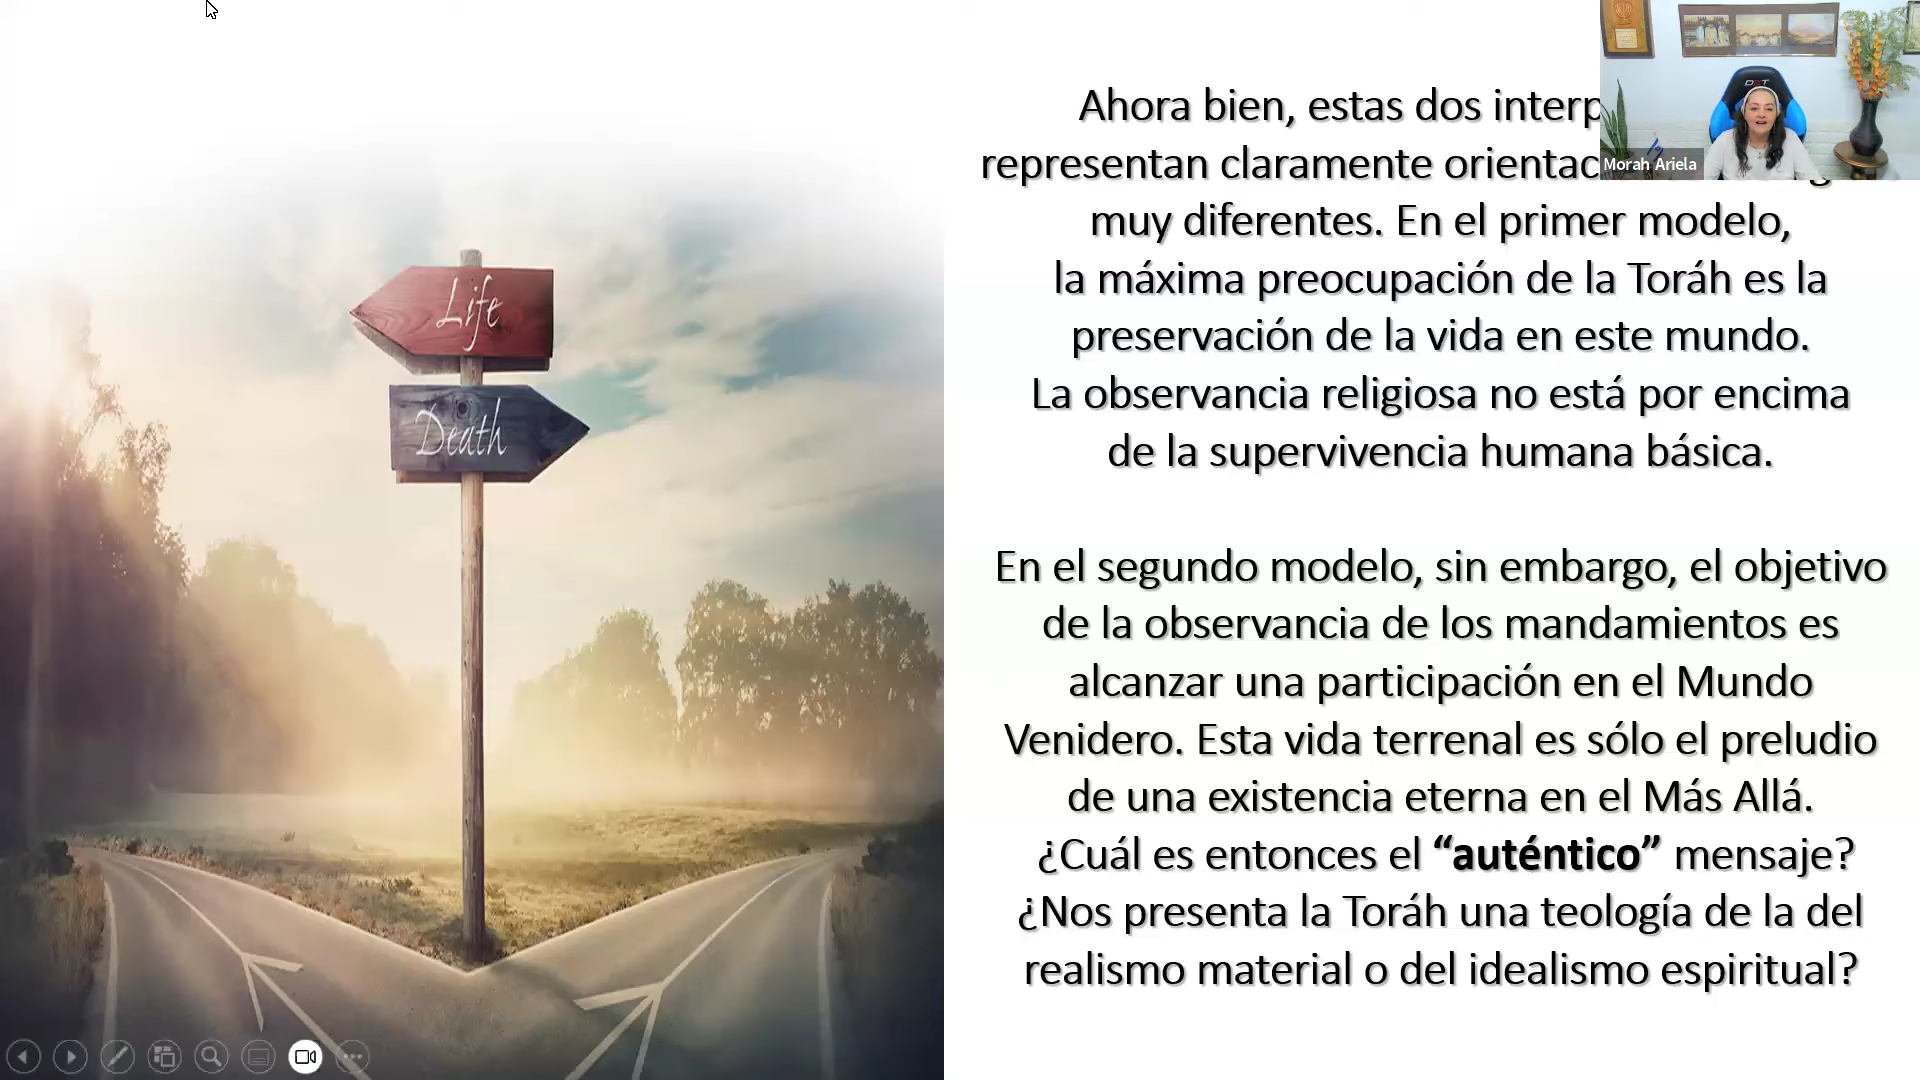 Ahora bien, estas dos
representan claramente
muy diferentes. En el primer modelo,
la máxima preocupación de la Toráh es la
preservación de la vida en este mundo.
La observancia religiosa no está por encima
de la supervivencia humana básica.
En el segundo modelo, sin embargo, el objetivo
de la observancia de los mandamientos es
alcanzar una participación en el Mundo
Venidero. Esta vida terrenal es sólo el preludio
de una existencia eterna en el Más Allá.
¿Cuál es entonces el “auténtico” mensaje?
¿Nos presenta la Toráh una teología de la del
realismo material o del idealismo espiritual?
Life
Death
Morah Ariela